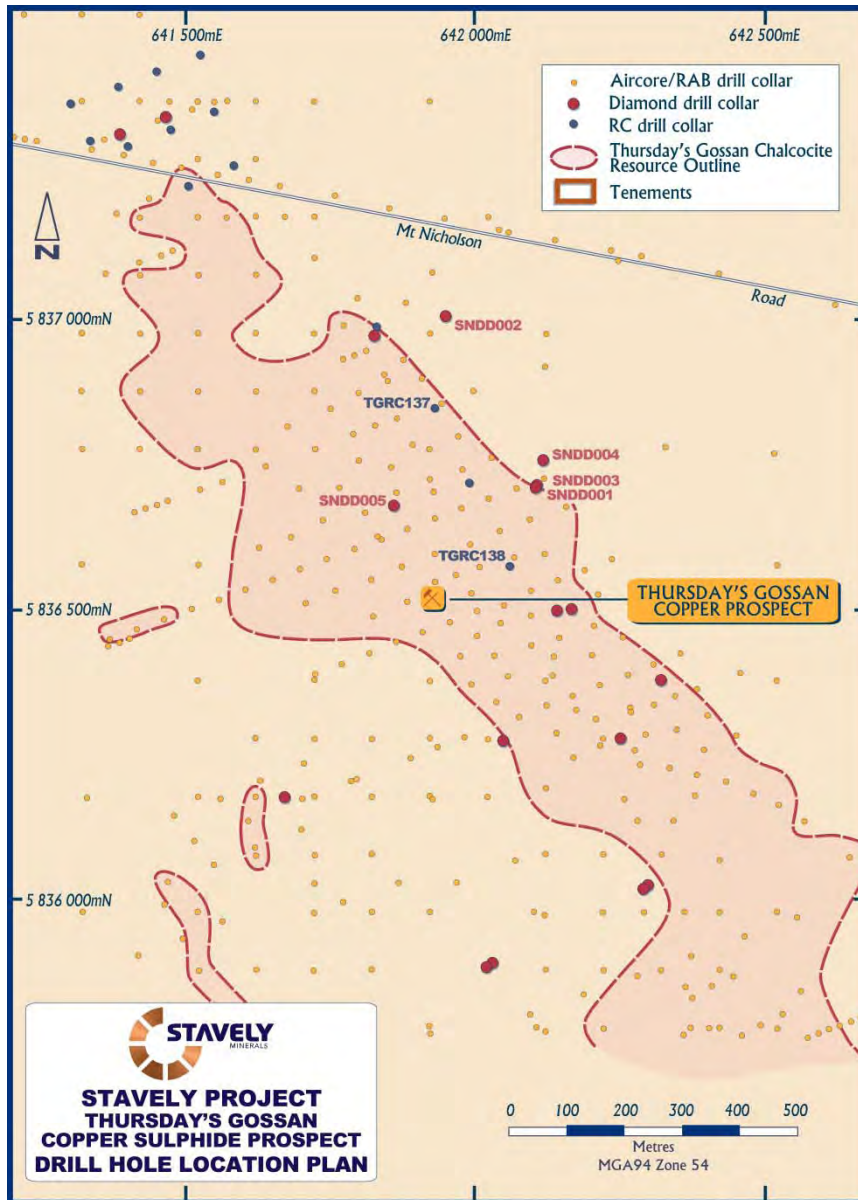 641 500mE
642 000mE
642 500mE
Aircore/RAB drill collar
Diamond drill collar
RC drill collar
Thursday's Gossan Chalcocite
Resource Outline
Tenements
N
Mt Nicholson
Road
5 837 000mN
SNDD002
TGRC137
SNDD004
SNDD003
SNDD001
SNDD005
TGRC138
THURSDAY'S GOSSAN
COPPER PROSPECT
5 836 500mN
5 836 000mN
STAVELY
MINERALS
STAVELY PROJECT
THURSDAY'S GOSSAN
COPPER SULPHIDE PROSPECT
DRILL HOLE LOCATION PLAN
0 100 200 300 400 500
Metres
MGA94 Zone 54